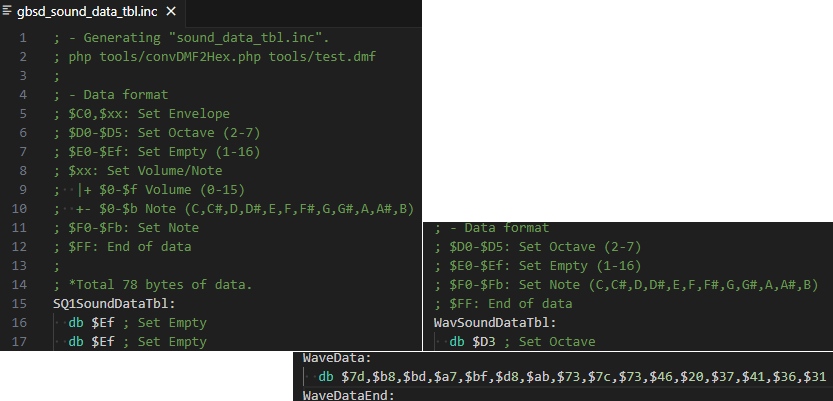 gbsd_sound_data_tbl.inc ×
1 ; - Generating "sound_data_tbl.inc".
2 ; php tools/convDMF2Hex.php tools/test.dmf
3 ;
4 ; - Data format
5 ; $C0,$xx: Set Envelope
6 ; $D0-$D5: Set Octave (2-7)
7 ; $E0-$Ef: Set Empty (1-16)
8 ; $xx: Set Volume/Note
9 ;  |+ $0-$f Volume (0-15)
10 ;  +- $0-$b Note (C,C#,D,D#,E,F,F#,G,G#,A,A#,B)
11 ; $F0-$Fb: Set Note
12 ; $FF: End of data
13 ;
14 ; *Total 78 bytes of data.
15 SQ1SoundDataTbl:
16 db $Ef ; Set Empty
17 db $Ef ; Set Empty
; - Data format
; $D0-$D5: Set Octave (2-7)
; $E0-$Ef: Set Empty (1-16)
; $F0-$Fb: Set Note (C,C#,D,D#,E,F,F#,G,G#,A,A#,B)
; $FF: End of data
WavSoundDataTbl:
db $D3 ; Set Octave
WaveData:
db $7d,$b8,$bd,$a7,$bf,$d8,$ab,$73,$7c,$73,$46,$20,$37,$41,$36,$31
WaveDataEnd: